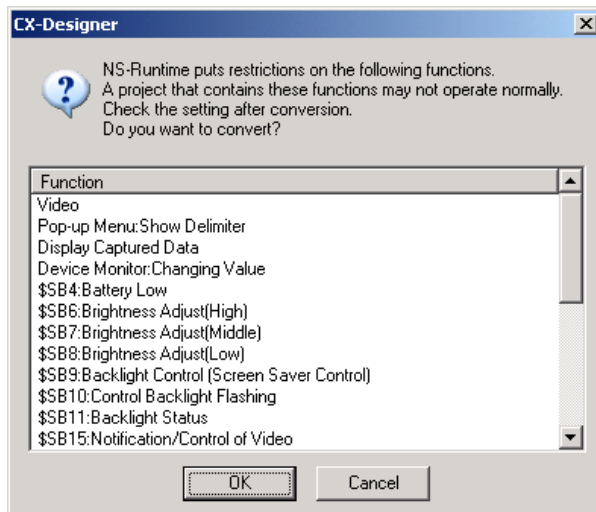 CX-Designer
NS-Runtime puts restrictions on the following functions.
A project that contains these functions may not operate normally.
Check the setting after conversion.
Do you want to convert?
Function
Video
Pop-up Menu:Show Delimiter
Display Captured Data
Device Monitor:Changing Value
$SB4:Battery Low
$SB6:Brightness Adjust(High)
$SB7:Brightness Adjust(Middle)
$SB8:Brightness Adjust(Low)
$SB9:Backlight Control (Screen Saver Control)
$SB10:Control Backlight Flashing
$SB11:Backlight Status
$SB15:Notification/Control of Video
OK
Cancel